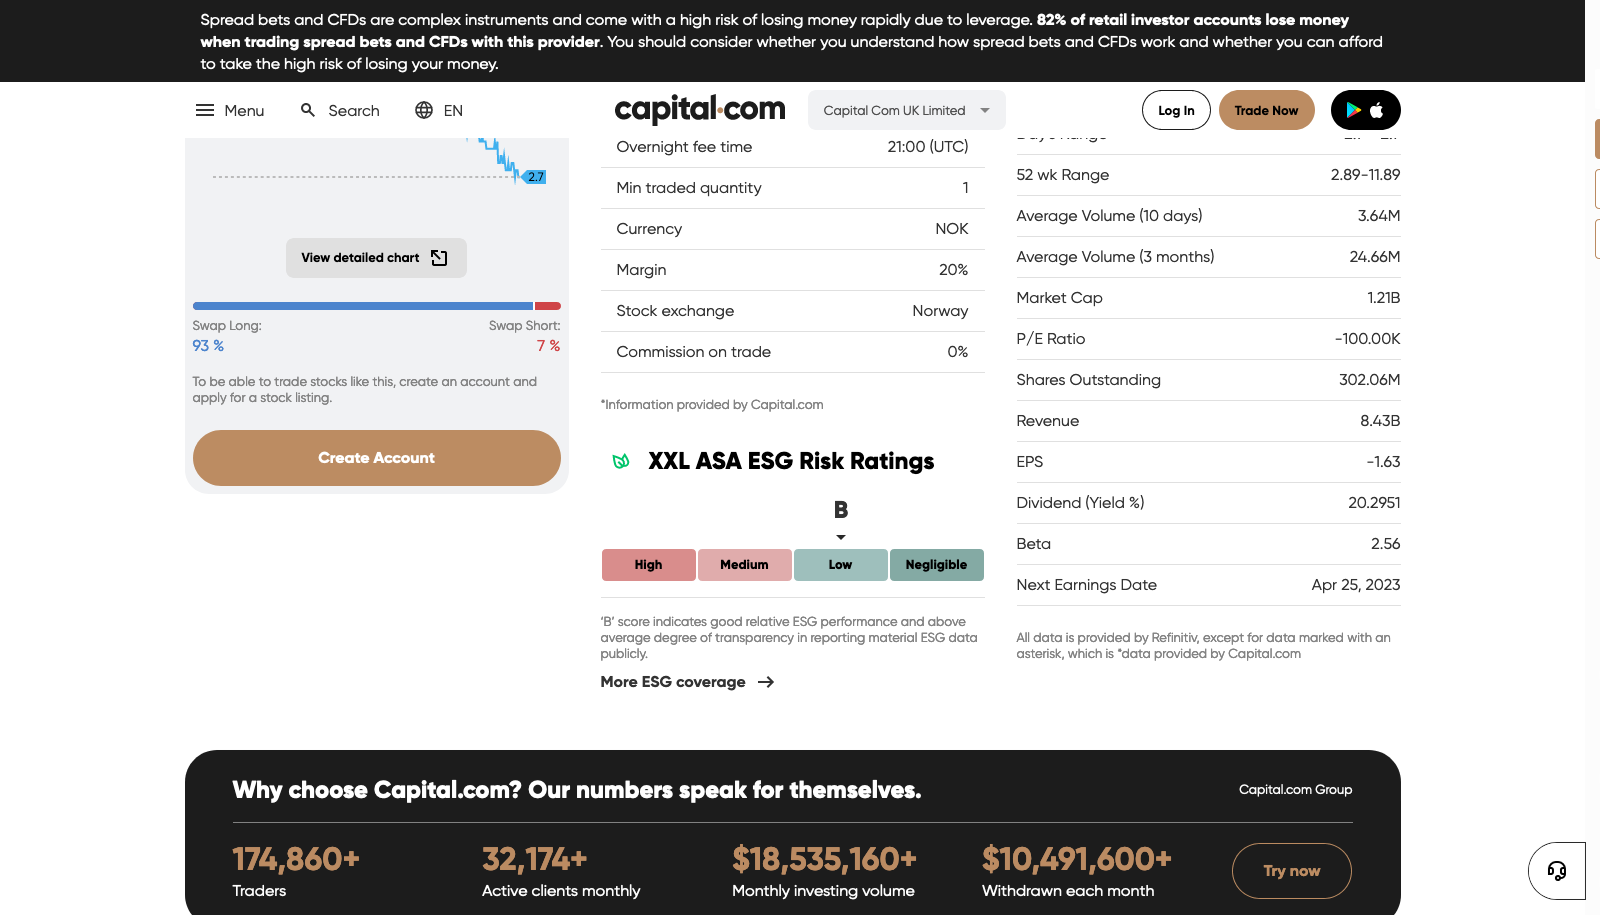 Spread bets and CFDs are complex instruments and come with a high risk of losing money rapidly due to leverage. 82% of retail investor accounts lose money
when trading spread bets and CFDs with this provider. You should consider whether you understand how spread bets and CFDs work and whether you can afford
to take the high risk of losing your money.
Menu Search EN capital.com Capital Com UK Limited Log In Trade Now
2.7
View detailed chart
Swap Long: Swap Short:
93 % 7 %
To be able to trade stocks like this, create an account and
apply for a stock listing.
Create Account
Overnight fee time 21:00 (UTC)
Min traded quantity 1
Currency NOK
Margin 20%
Stock exchange Norway
Commission on trade 0%
*Information provided by Capital.com
XXL ASA ESG Risk Ratings
B
High Medium Low Negligible
‘B’ score indicates good relative ESG performance and above
average degree of transparency in reporting material ESG data
publicly.
More ESG coverage
52 wk Range 2.89-11.89
Average Volume (10 days) 3.64M
Average Volume (3 months) 24.66M
Market Cap 1.21B
P/E Ratio -100.00K
Shares Outstanding 302.06M
Revenue 8.43B
EPS -1.63
Dividend (Yield %) 20.2951
Beta 2.56
Next Earnings Date Apr 25, 2023
All data is provided by Refinitiv, except for data marked with an
asterisk, which is *data provided by Capital.com
Why choose Capital.com? Our numbers speak for themselves. Capital.com Group
174,860+ 32,174+ $18,535,160+ $10,491,600+
Traders Active clients monthly Monthly investing volume Withdrawn each month
Try now